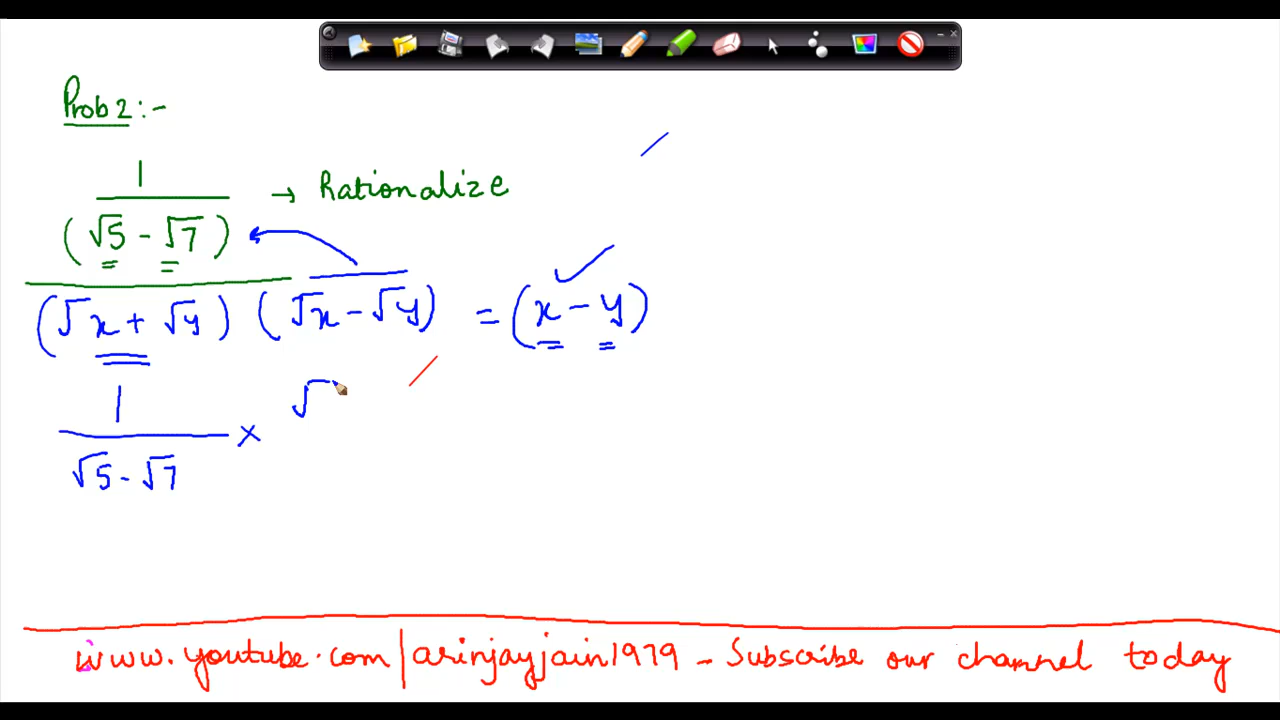 Prob 2 :-
1
(√5 - √7) → Rationalize
(√x + √y) (√x - √y) = (x - y)
1 × √
√5 - √7
www.youtube.com/arinjayjain1979 - Subscribe our channel today